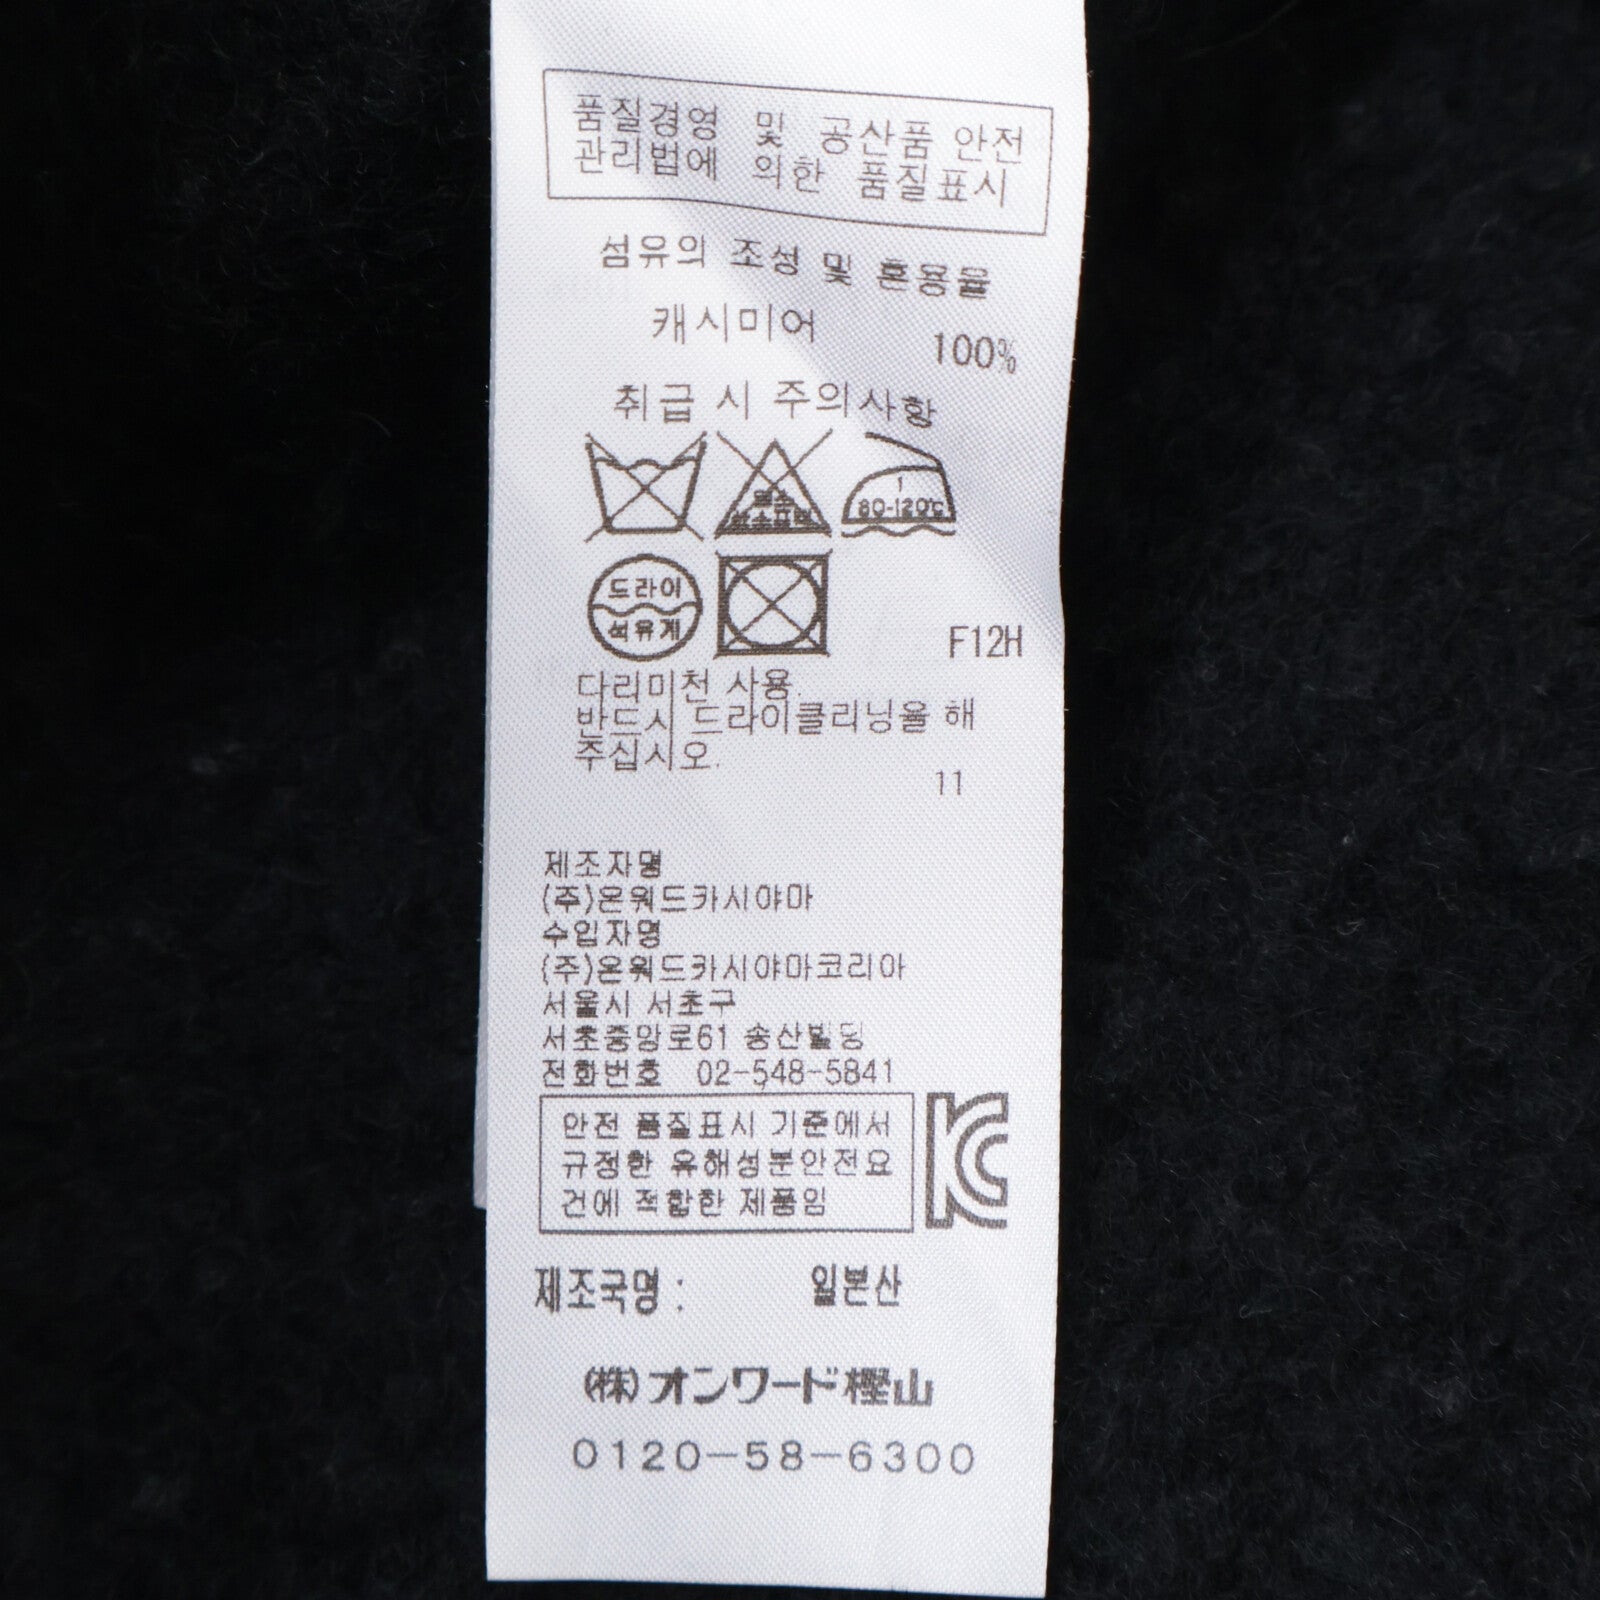 품질경영 및 공산품 안전
관리법에 의한 품질표시
섬유의 조성 및 혼용율
캐시미어 100%
취급 시 주의사항
염소
산소표백
80-120℃
드라이
석유계
F12H
다리미천 사용.
반드시 드라이클리닝을 해
주십시오.
11
제조자명
(주)온워드카시야마
수입자명
(주)온워드카시야마코리아
서울시 서초구
서초중앙로61 송산빌딩
전화번호 02-548-5841
안전 품질표시 기준에서
규정한 유해성분안전요
건에 적합한 제품임
KC
제조국명 : 일본산
(株)オンワード樫山
0120-58-6300